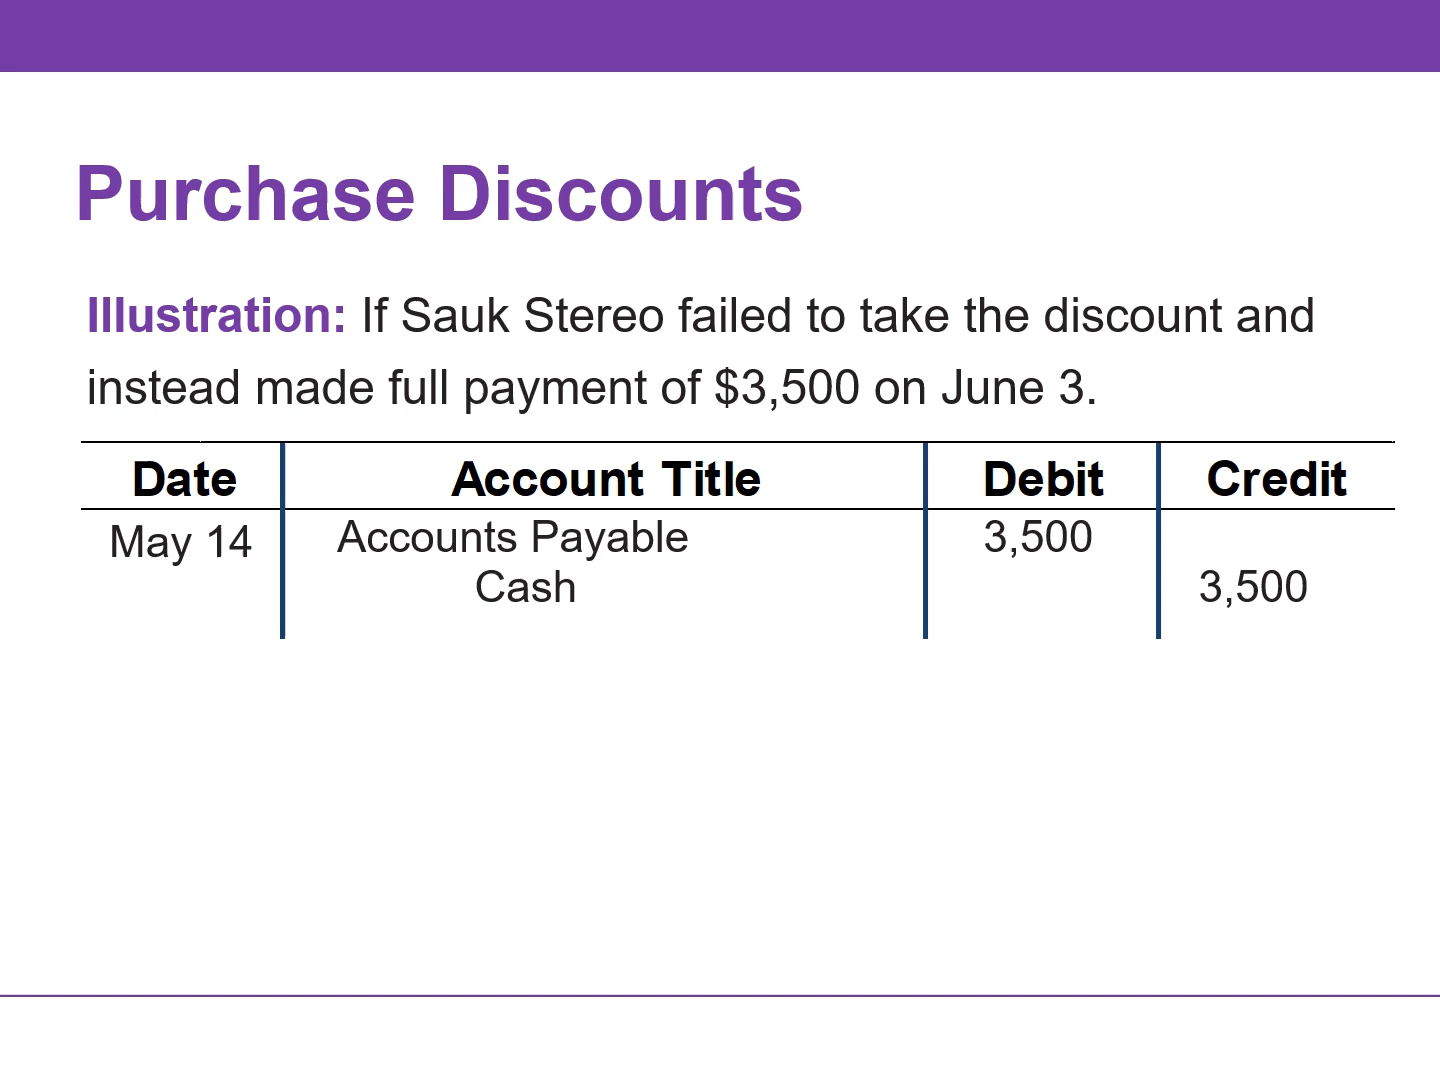 Purchase Discounts
Illustration: If Sauk Stereo failed to take the discount and
instead made full payment of $3,500 on June 3.
Date Account Title Debit Credit
May 14 Accounts Payable 3,500
Cash 3,500